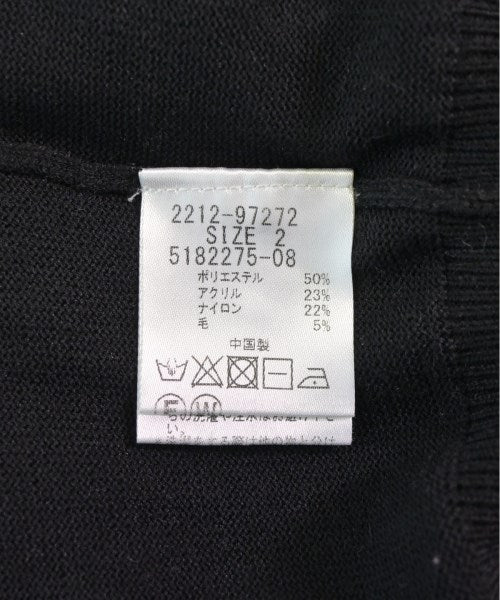 2212-97272
SIZE 2
5182275-08
ポリエステル 50%
アクリル 23%
ナイロン 22%
毛 5%
中国製
F W
い。